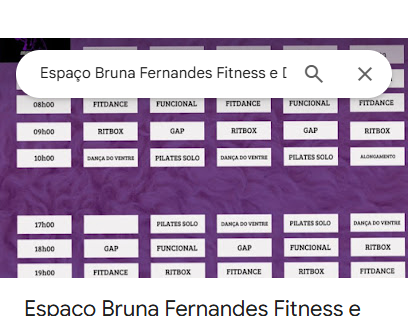 Espaço Bruna Fernandes Fitness e D
08h00 FITDANCE FUNCIONAL FITDANCE FUNCIONAL FITDANCE
09h00 RITBOX GAP RITBOX GAP RITBOX
10h00 DANÇA DO VENTRE PILATES SOLO DANÇA DO VENTRE PILATES SOLO ALONGAMENTO
17h00 PILATES SOLO DANÇA DO VENTRE PILATES SOLO DANÇA DO VENTRE
18h00 GAP FUNCIONAL GAP FUNCIONAL RITBOX
19h00 FITDANCE RITBOX FITDANCE RITBOX FITDANCE
Espaço Bruna Fernandes Fitness e